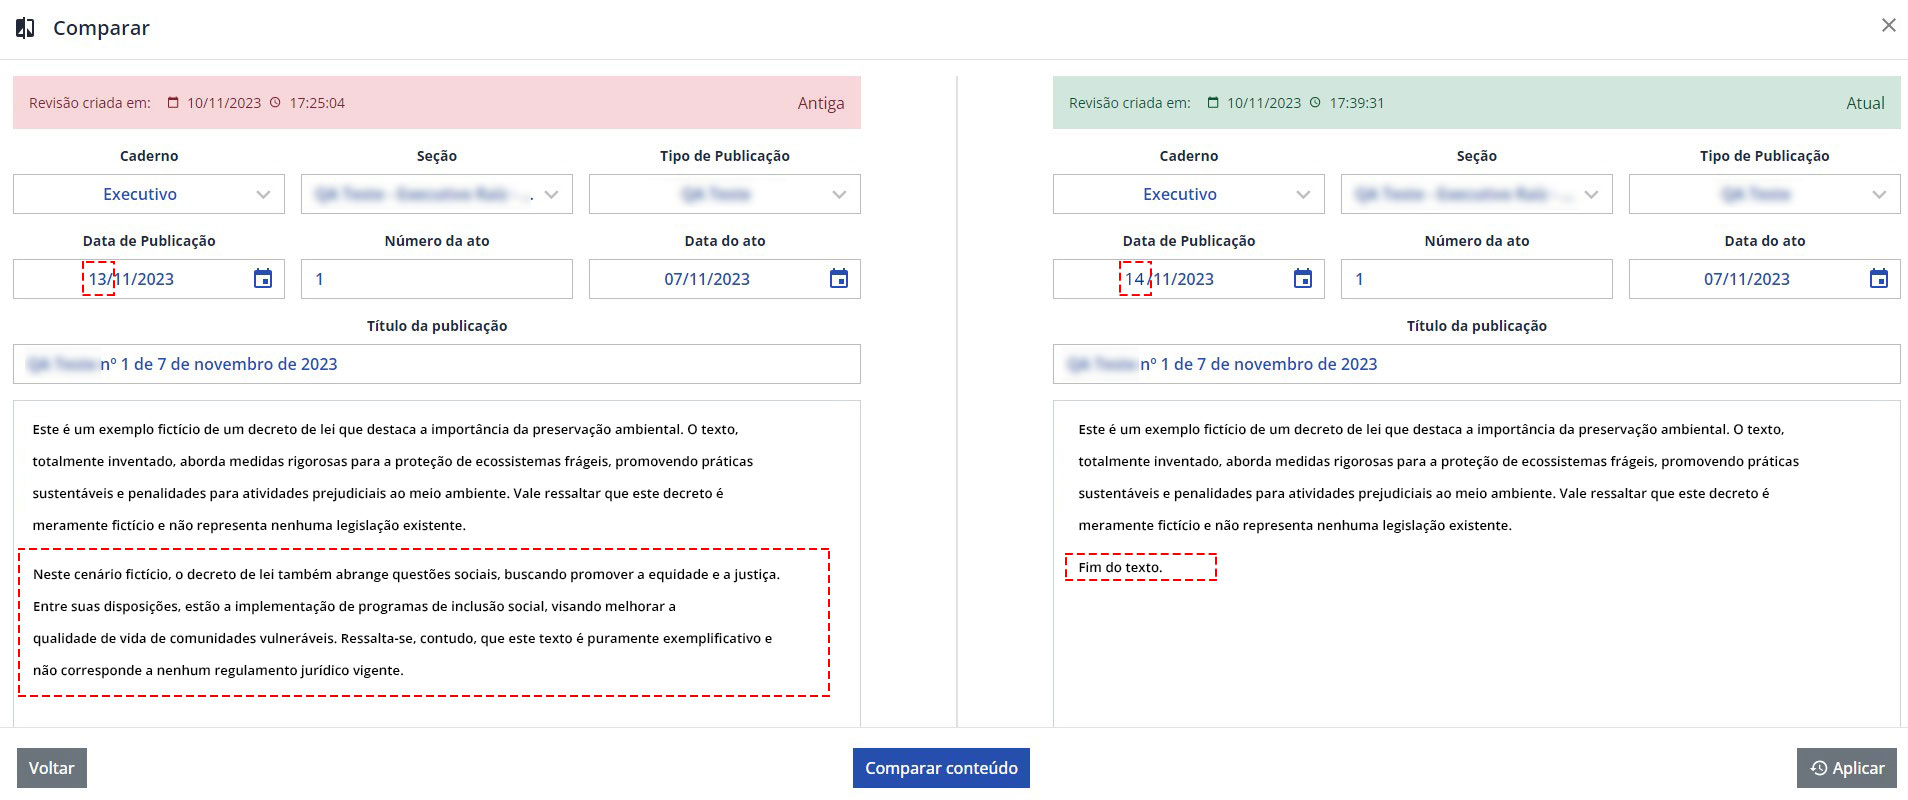 Comparar
Revisão criada em: 10/11/2023 17:25:04 Antiga
Caderno Seção Tipo de Publicação
Executivo
Data de Publicação Número da ato Data do ato
13/11/2023 1 07/11/2023
Título da publicação
nº 1 de 7 de novembro de 2023
Este é um exemplo fictício de um decreto de lei que destaca a importância da preservação ambiental. O texto,
totalmente inventado, aborda medidas rigorosas para a proteção de ecossistemas frágeis, promovendo práticas
sustentáveis e penalidades para atividades prejudiciais ao meio ambiente. Vale ressaltar que este decreto é
meramente fictício e não representa nenhuma legislação existente.
Neste cenário fictício, o decreto de lei também abrange questões sociais, buscando promover a equidade e a justiça.
Entre suas disposições, estão a implementação de programas de inclusão social, visando melhorar a
qualidade de vida de comunidades vulneráveis. Ressalta-se, contudo, que este texto é puramente exemplificativo e
não corresponde a nenhum regulamento jurídico vigente.
Revisão criada em: 10/11/2023 17:39:31 Atual
Caderno Seção Tipo de Publicação
Executivo
Data de Publicação Número da ato Data do ato
14/11/2023 1 07/11/2023
Título da publicação
nº 1 de 7 de novembro de 2023
Este é um exemplo fictício de um decreto de lei que destaca a importância da preservação ambiental. O texto,
totalmente inventado, aborda medidas rigorosas para a proteção de ecossistemas frágeis, promovendo práticas
sustentáveis e penalidades para atividades prejudiciais ao meio ambiente. Vale ressaltar que este decreto é
meramente fictício e não representa nenhuma legislação existente.
Fim do texto.
Voltar Comparar conteúdo Aplicar